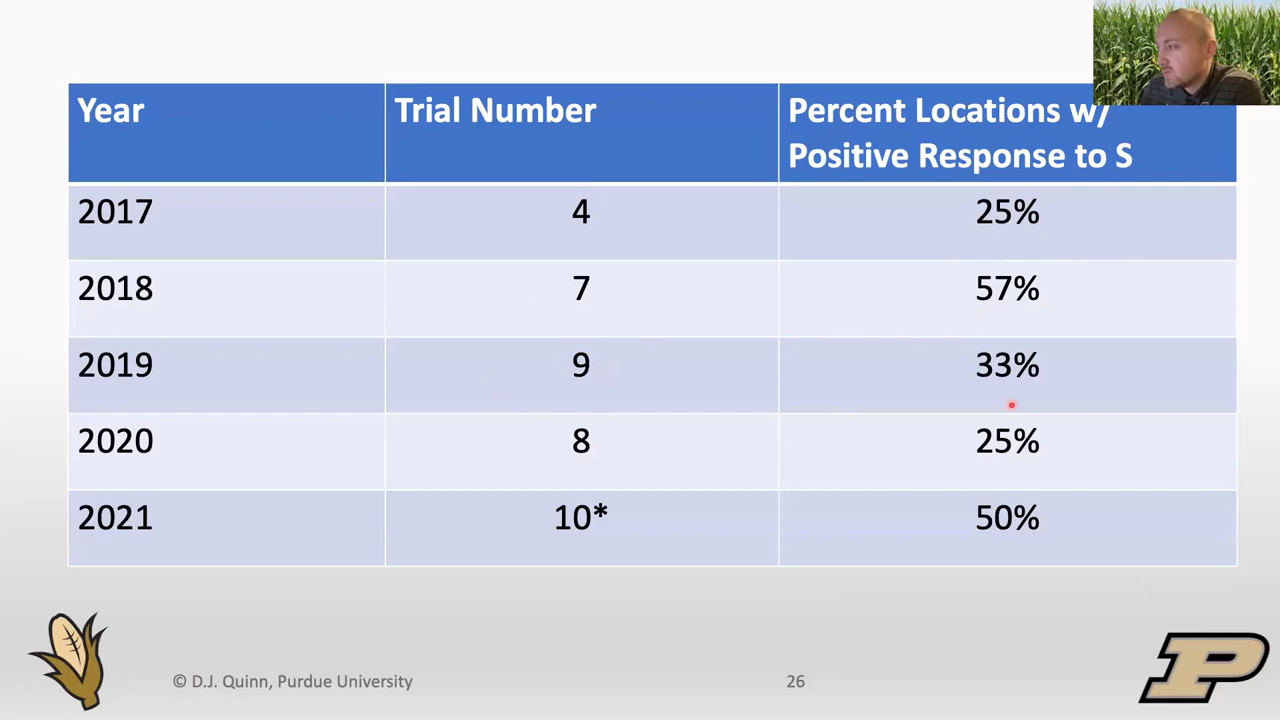 Year Trial Number Percent Locations w/
Positive Response to S
2017 4 25%
2018 7 57%
2019 9 33%
2020 8 25%
2021 10* 50%
© D.J. Quinn, Purdue University 26
P